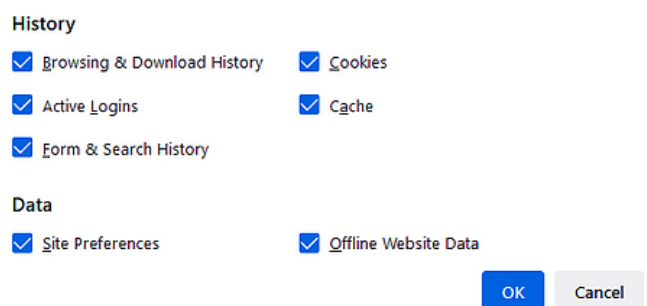 History
Browsing & Download History
Cookies
Active Logins
Cache
Form & Search History
Data
Site Preferences
Offline Website Data
OK
Cancel